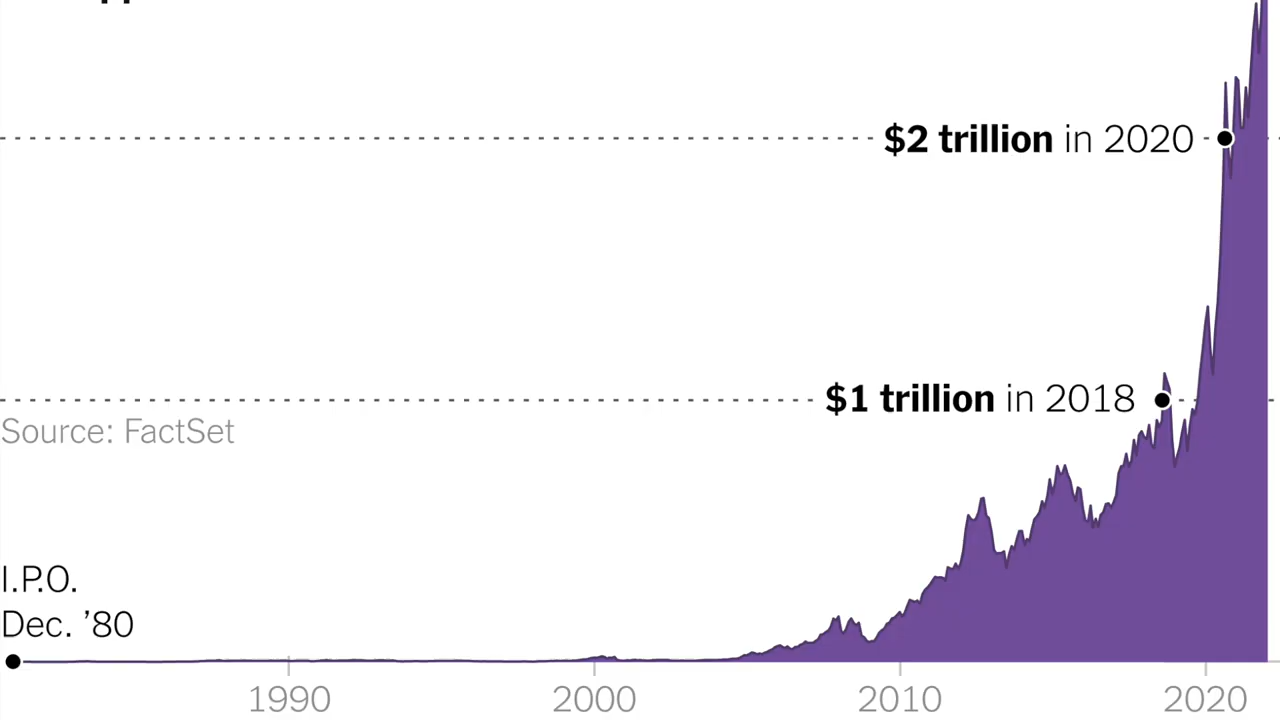 $2 trillion in 2020
$1 trillion in 2018
Source: FactSet
I.P.O.
Dec. ’80
1990 2000 2010 2020